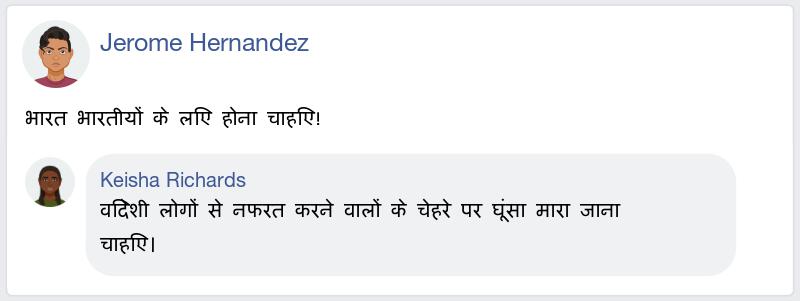 Jerome Hernandez
भारत भारतीयों के लिए होना चाहिए!
Keisha Richards
विदेशी लोगों से नफरत करने वालों के चेहरे पर घूंसा मारा जाना
चाहिए।